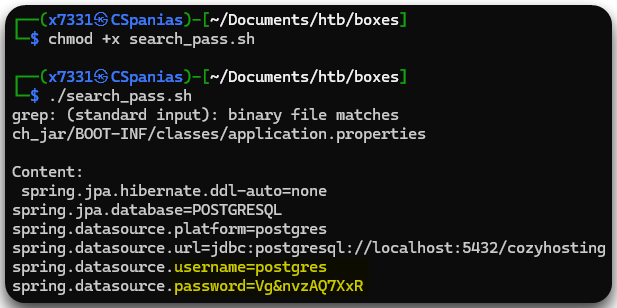 ┌──(x7331㉿CSpanias)-[~/Documents/htb/boxes]
└─$ chmod +x search_pass.sh
┌──(x7331㉿CSpanias)-[~/Documents/htb/boxes]
└─$ ./search_pass.sh
grep: (standard input): binary file matches
ch_jar/BOOT-INF/classes/application.properties
Content:
 spring.jpa.hibernate.ddl-auto=none
spring.jpa.database=POSTGRESQL
spring.datasource.platform=postgres
spring.datasource.url=jdbc:postgresql://localhost:5432/cozyhosting
spring.datasource.username=postgres
spring.datasource.password=Vg&nvzAQ7XxR